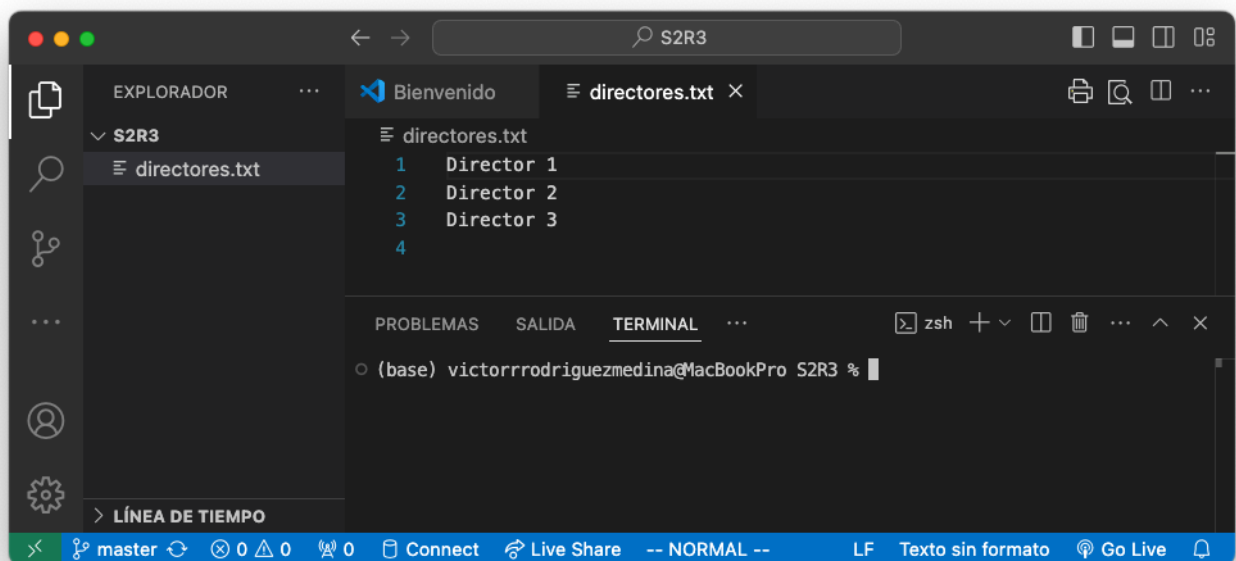 S2R3
EXPLORADOR
S2R3
directores.txt
LÍNEA DE TIEMPO
Bienvenido
directores.txt
directores.txt
1 Director 1
2 Director 2
3 Director 3
4
PROBLEMAS SALIDA TERMINAL
zsh
(base) victorrrodriguezmedina@MacBookPro S2R3 %
master 0 0 0 Connect Live Share -- NORMAL -- LF Texto sin formato Go Live